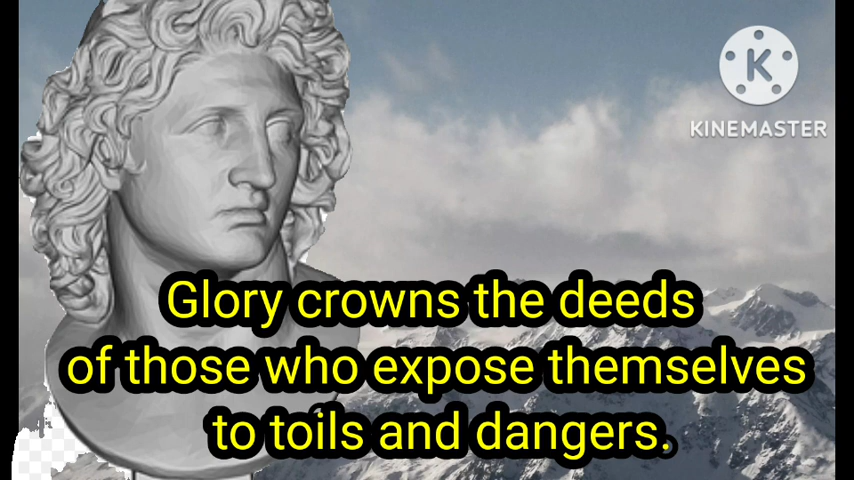 K
KINEMASTER
Glory crowns the deeds
of those who expose themselves
to toils and dangers.